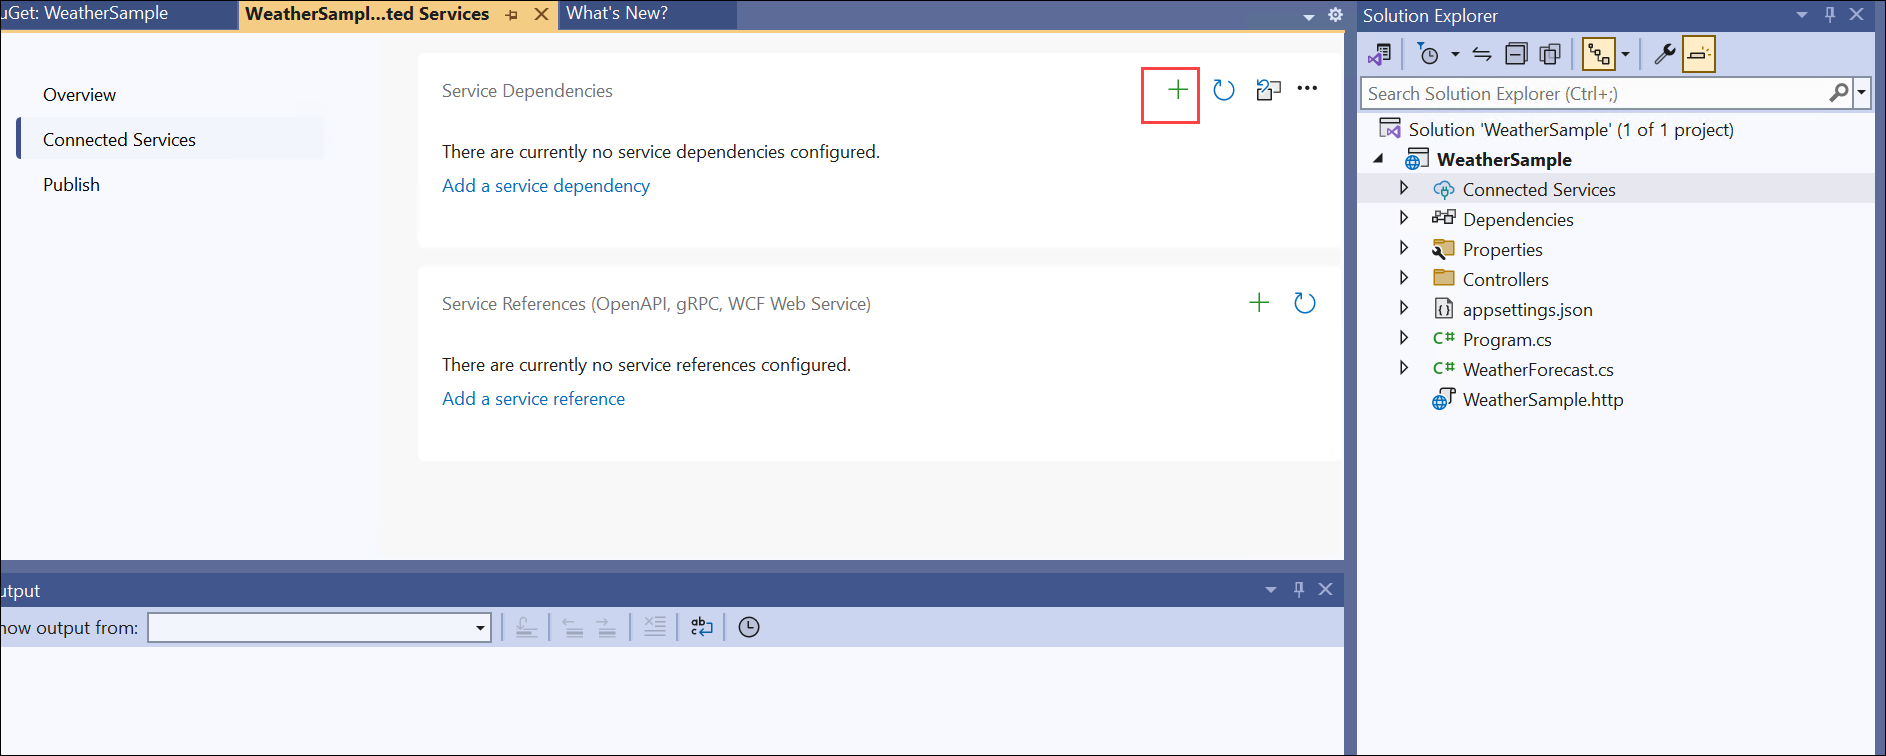 uGet: WeatherSample
WeatherSampl...ted Services
What's New?
Overview
Connected Services
Publish
Service Dependencies
There are currently no service dependencies configured.
Add a service dependency
Service References (OpenAPI, gRPC, WCF Web Service)
There are currently no service references configured.
Add a service reference
utput
how output from:
Solution Explorer
Search Solution Explorer (Ctrl+;)
Solution 'WeatherSample' (1 of 1 project)
WeatherSample
Connected Services
Dependencies
Properties
Controllers
appsettings.json
C# Program.cs
C# WeatherForecast.cs
WeatherSample.http